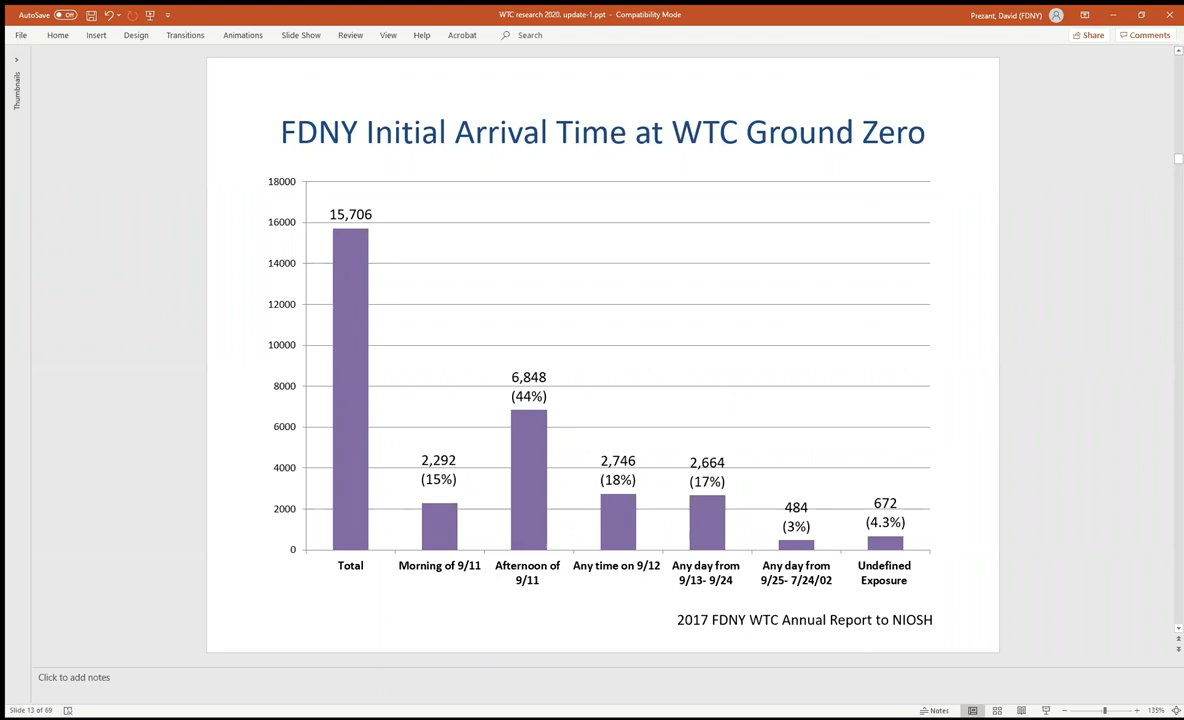 AutoSave Off
WTC research 2020. update-1.ppt - Compatibility Mode
Prezant, David (FDNY)
File Home Insert Design Transitions Animations Slide Show Review View Help Acrobat Search
Share Comments
Thumbnails
FDNY Initial Arrival Time at WTC Ground Zero
18000
16000
14000
12000
10000
8000
6000
4000
2000
0
15,706
2,292
(15%)
6,848
(44%)
2,746
(18%)
2,664
(17%)
484
(3%)
672
(4.3%)
Total
Morning of 9/11
Afternoon of
9/11
Any time on 9/12
Any day from
9/13- 9/24
Any day from
9/25- 7/24/02
Undefined
Exposure
2017 FDNY WTC Annual Report to NIOSH
Click to add notes
Slide 13 of 69
Notes
135%